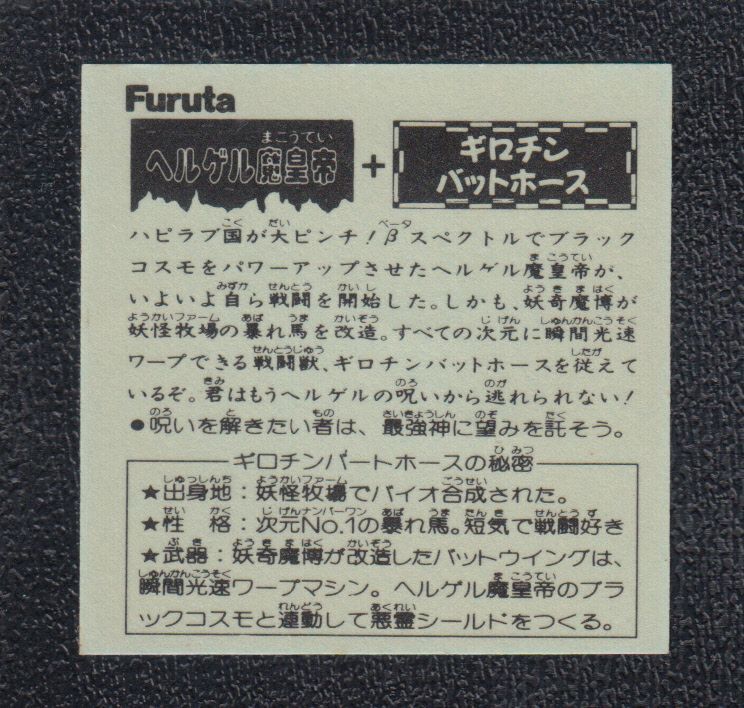 Furuta
ヘルゲル魔皇帝 + ギロチンバットホース
ハピラブ国が大ピンチ!βスペクトルでブラック
コスモをパワーアップさせたヘルゲル魔皇帝が、
いよいよ自ら戦闘を開始した。しかも、妖奇魔博が
妖怪牧場の暴れ馬を改造。すべての次元に瞬間光速
ワープできる戦闘獣、ギロチンバットホースを従えて
いるぞ。君はもうヘルゲルの呪いから逃れられない!
●呪いを解きたい者は、最強神に望みを託そう。
ギロチンバートホースの秘密
★出身地:妖怪牧場でバイオ合成された。
★性 格:次元No.1の暴れ馬。短気で戦闘好き
★武器:妖奇魔博が改造したバットウイングは、
瞬間光速ワープマシン。ヘルゲル魔皇帝のブラ
ックコスモと連動して悪霊シールドをつくる。